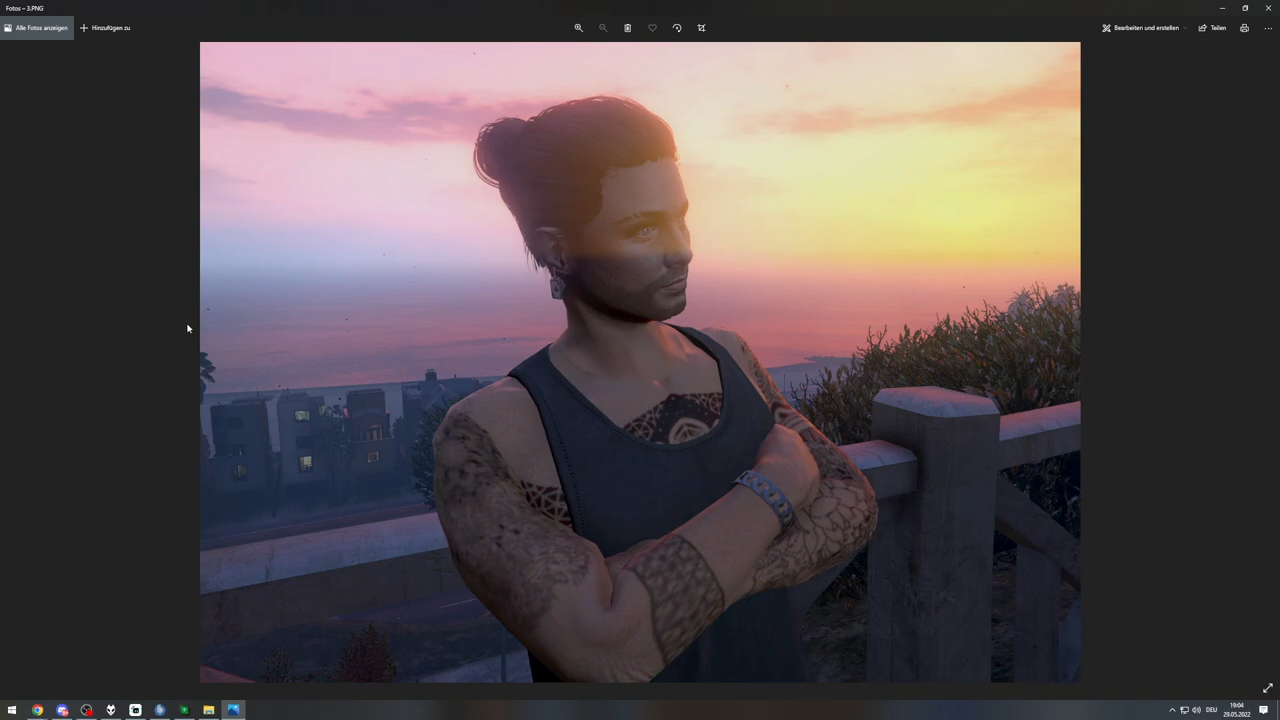 Fotos – 3.PNG
Alle Fotos anzeigen
Hinzufügen zu
Bearbeiten und erstellen
Teilen
DEU
19:04
29.05.2022